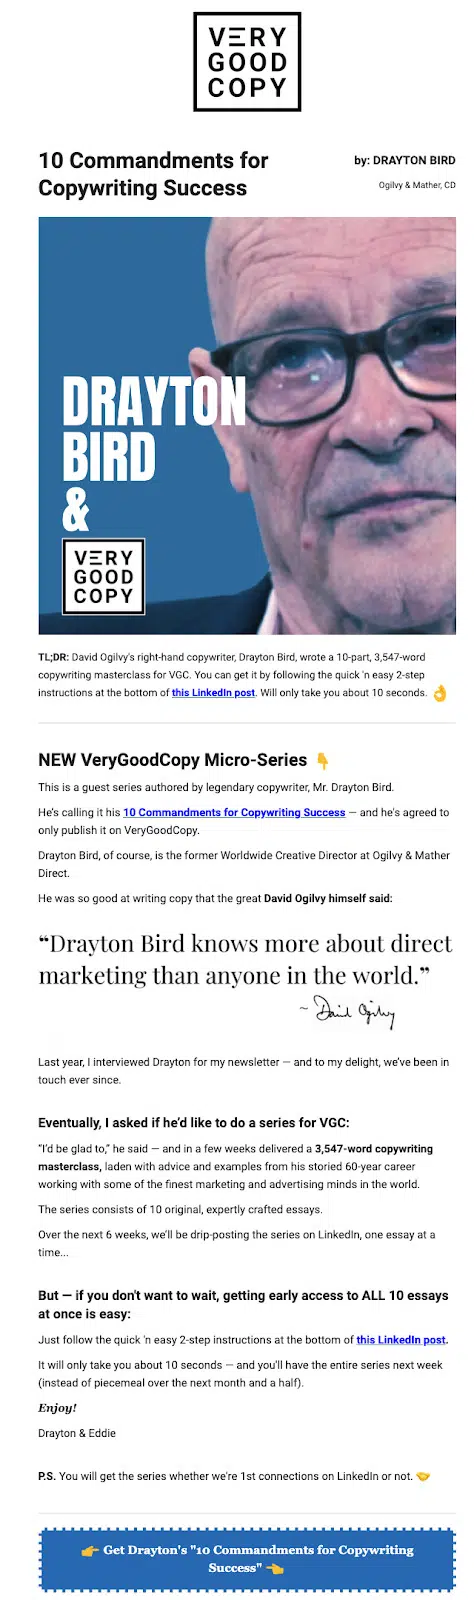 VERY
GOOD
COPY
10 Commandments for
Copywriting Success
by: DRAYTON BIRD
Ogilvy & Mather, CD
DRAYTON
BIRD
&
VERY
GOOD
COPY
TL;DR: David Ogilvy's right-hand copywriter, Drayton Bird, wrote a 10-part, 3,547-word
copywriting masterclass for VGC. You can get it by following the quick 'n easy 2-step
instructions at the bottom of this LinkedIn post. Will only take you about 10 seconds. 👌
NEW VeryGoodCopy Micro-Series 👇
This is a guest series authored by legendary copywriter, Mr. Drayton Bird.
He's calling it his 10 Commandments for Copywriting Success — and he's agreed to
only publish it on VeryGoodCopy.
Drayton Bird, of course, is the former Worldwide Creative Director at Ogilvy & Mather
Direct.
He was so good at writing copy that the great David Ogilvy himself said:
“Drayton Bird knows more about direct
marketing than anyone in the world.”
~ David Ogilvy
Last year, I interviewed Drayton for my newsletter — and to my delight, we've been in
touch ever since.
Eventually, I asked if he'd like to do a series for VGC:
“I'd be glad to,” he said — and in a few weeks delivered a 3,547-word copywriting
masterclass, laden with advice and examples from his storied 60-year career
working with some of the finest marketing and advertising minds in the world.
The series consists of 10 original, expertly crafted essays.
Over the next 6 weeks, we'll be drip-posting the series on LinkedIn, one essay at a
time...
But — if you don't want to wait, getting early access to ALL 10 essays
at once is easy:
Just follow the quick 'n easy 2-step instructions at the bottom of this LinkedIn post.
It will only take you about 10 seconds — and you'll have the entire series next week
(instead of piecemeal over the next month and a half).
Enjoy!
Drayton & Eddie
P.S. You will get the series whether we're 1st connections on LinkedIn or not. 🤝
👉 Get Drayton's "10 Commandments for Copywriting
Success" 👈